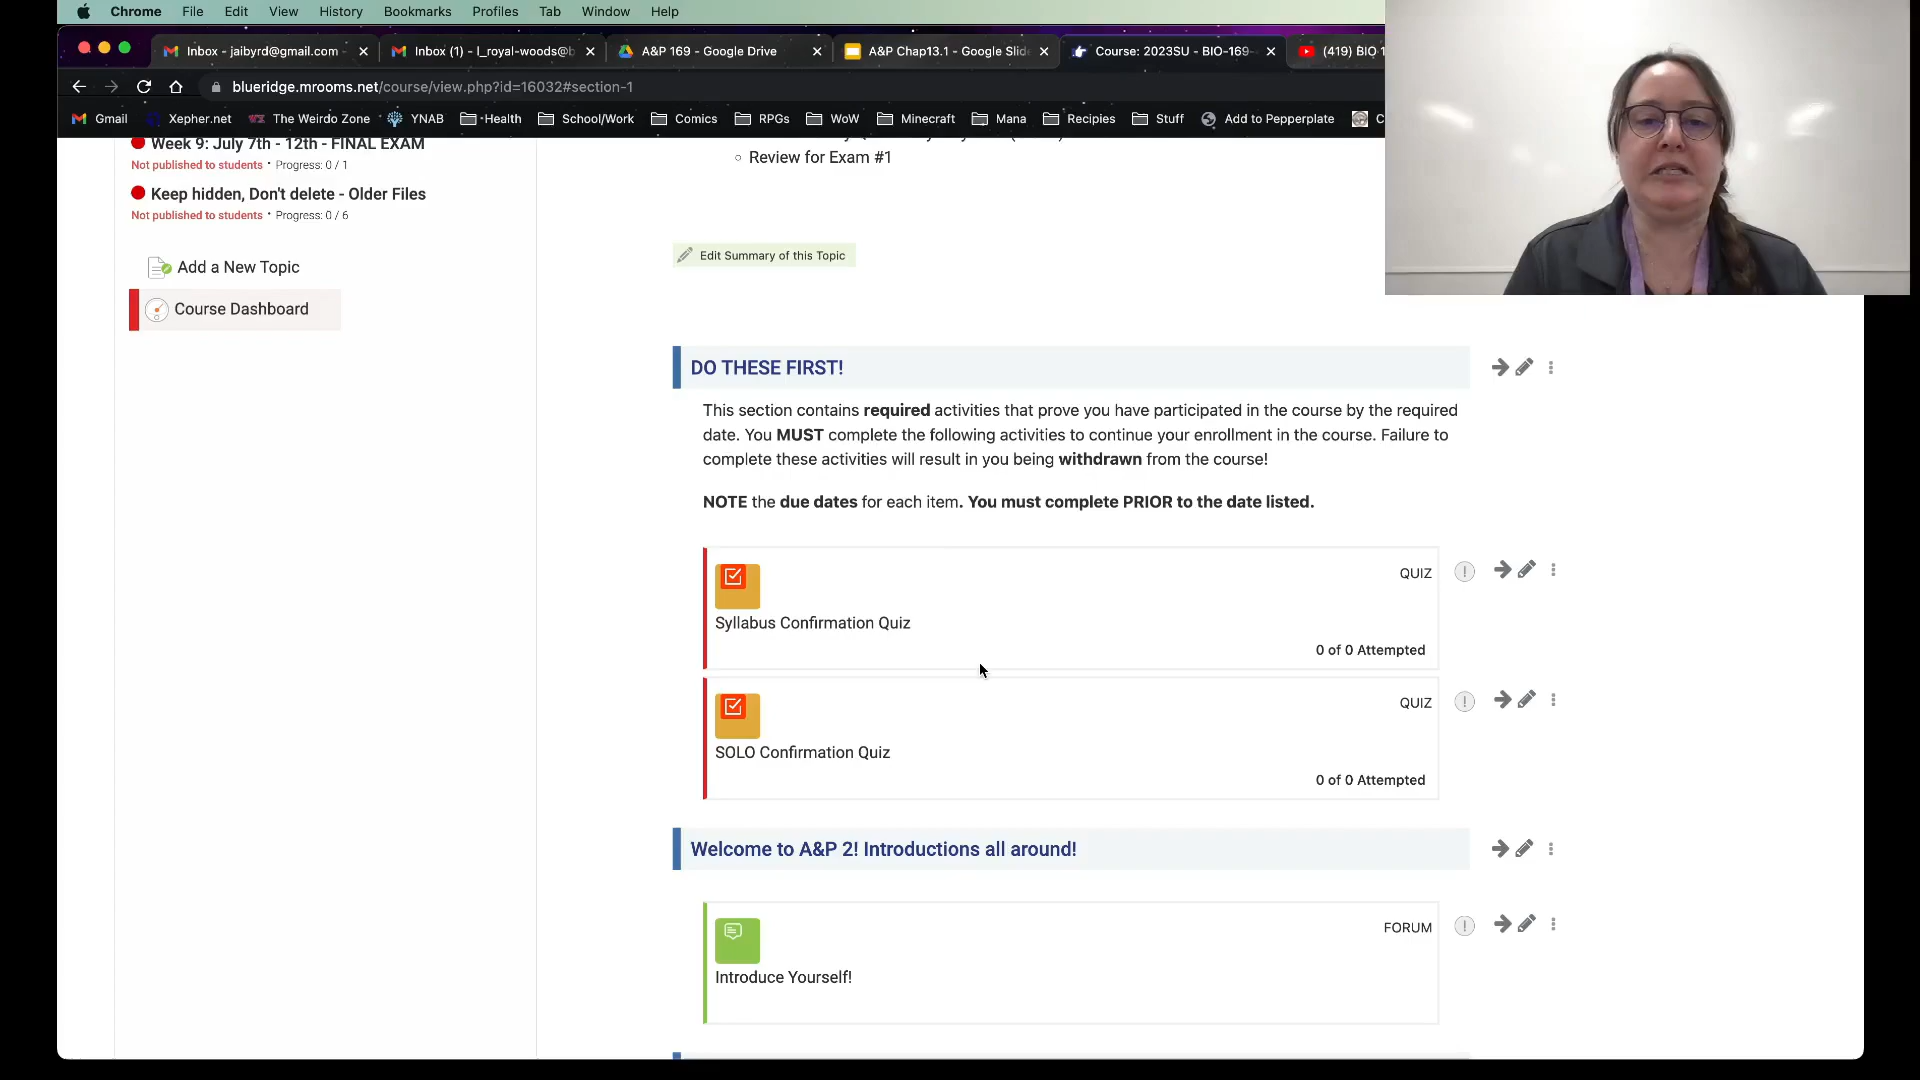 Chrome File Edit View History Bookmarks Profiles Tab Window Help
Inbox - jaibyrd@gmail.com Inbox (1) - l_royal-woods@b A&P 169 - Google Drive A&P Chap13.1 - Google Slide Course: 2023SU - BIO-169- (419) BIO 1
blueridge.mrooms.net/course/view.php?id=16032#section-1
Gmail Xepher.net The Weirdo Zone YNAB Health School/Work Comics RPGs WoW Minecraft Mana Recipies Stuff Add to Pepperplate C
Week 9: July 7th - 12th - FINAL EXAM
Not published to students • Progress: 0 / 1
Keep hidden, Don't delete - Older Files
Not published to students • Progress: 0 / 6
Add a New Topic
Course Dashboard
Review for Exam #1
Edit Summary of this Topic
DO THESE FIRST!
This section contains required activities that prove you have participated in the course by the required
date. You MUST complete the following activities to continue your enrollment in the course. Failure to
complete these activities will result in you being withdrawn from the course!
NOTE the due dates for each item. You must complete PRIOR to the date listed.
QUIZ
Syllabus Confirmation Quiz
0 of 0 Attempted
QUIZ
SOLO Confirmation Quiz
0 of 0 Attempted
Welcome to A&P 2! Introductions all around!
FORUM
Introduce Yourself!